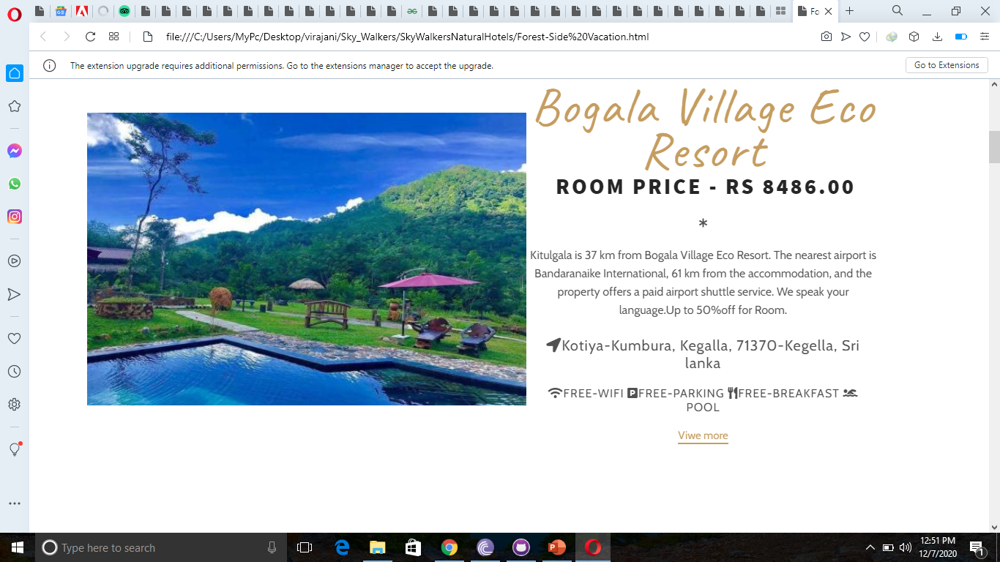 Fo
file:///C:/Users/MyPc/Desktop/virajani/Sky_Walkers/SkyWalkersNaturalHotels/Forest-Side%20Vacation.html
The extension upgrade requires additional permissions. Go to the extensions manager to accept the upgrade.
Go to Extensions
Bogala Village Eco
Resort
ROOM PRICE - RS 8486.00
*
Kitulgala is 37 km from Bogala Village Eco Resort. The nearest airport is
Bandaranaike International, 61 km from the accommodation, and the
property offers a paid airport shuttle service. We speak your
language.Up to 50%off for Room.
Kotiya-Kumbura, Kegalla, 71370-Kegella, Sri
lanka
FREE-WIFI FREE-PARKING FREE-BREAKFAST
POOL
Viwe more
Type here to search
12:51 PM
12/7/2020
1